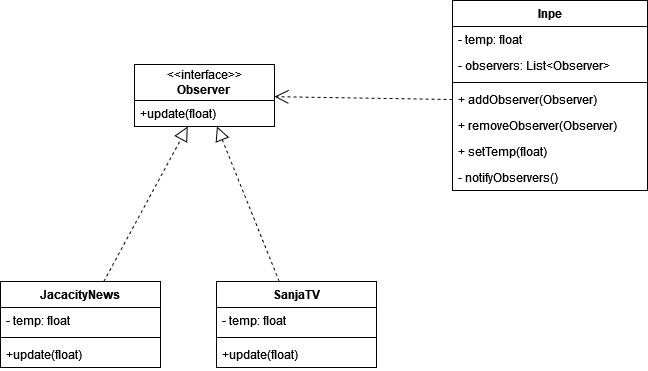 Inpe
- temp: float
- observers: List<Observer>
+ addObserver(Observer)
+ removeObserver(Observer)
+ setTemp(float)
- notifyObservers()
<<interface>>
Observer
+update(float)
JacacityNews
- temp: float
+update(float)
SanjaTV
- temp: float
+update(float)